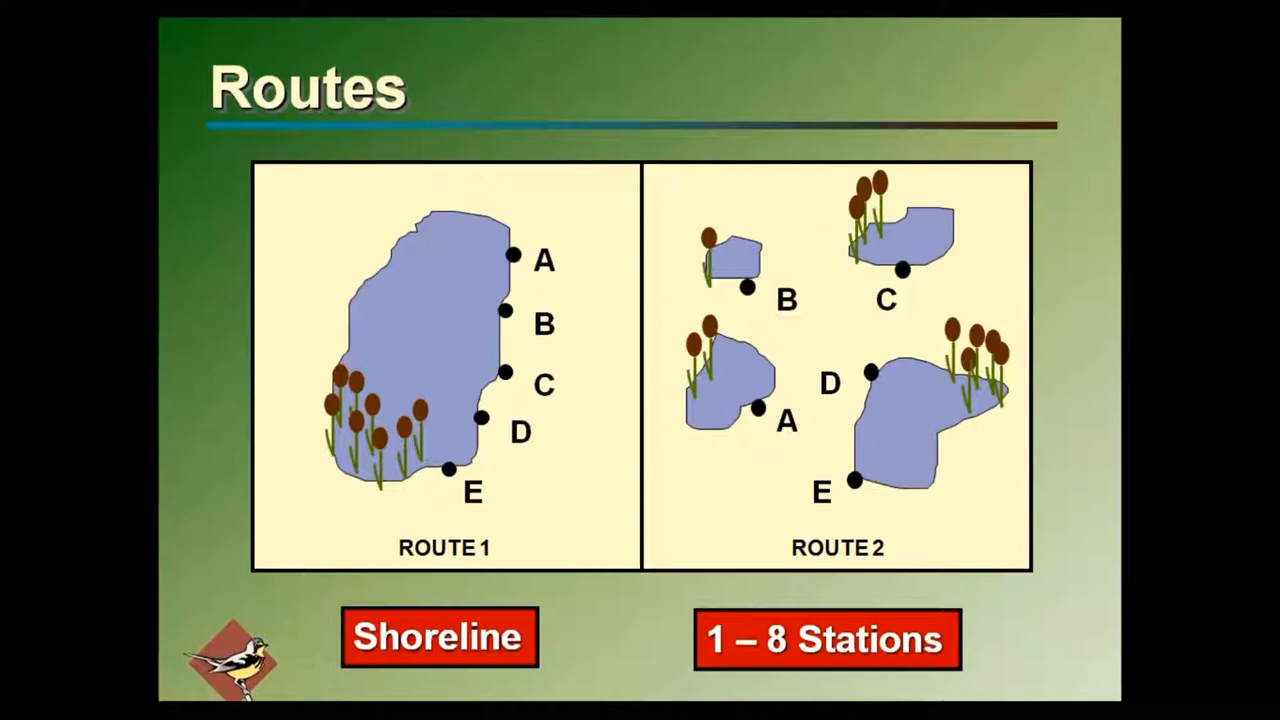 Routes
A
B
C
D
E
ROUTE 1
B
C
D
A
E
ROUTE 2
Shoreline
1 – 8 Stations